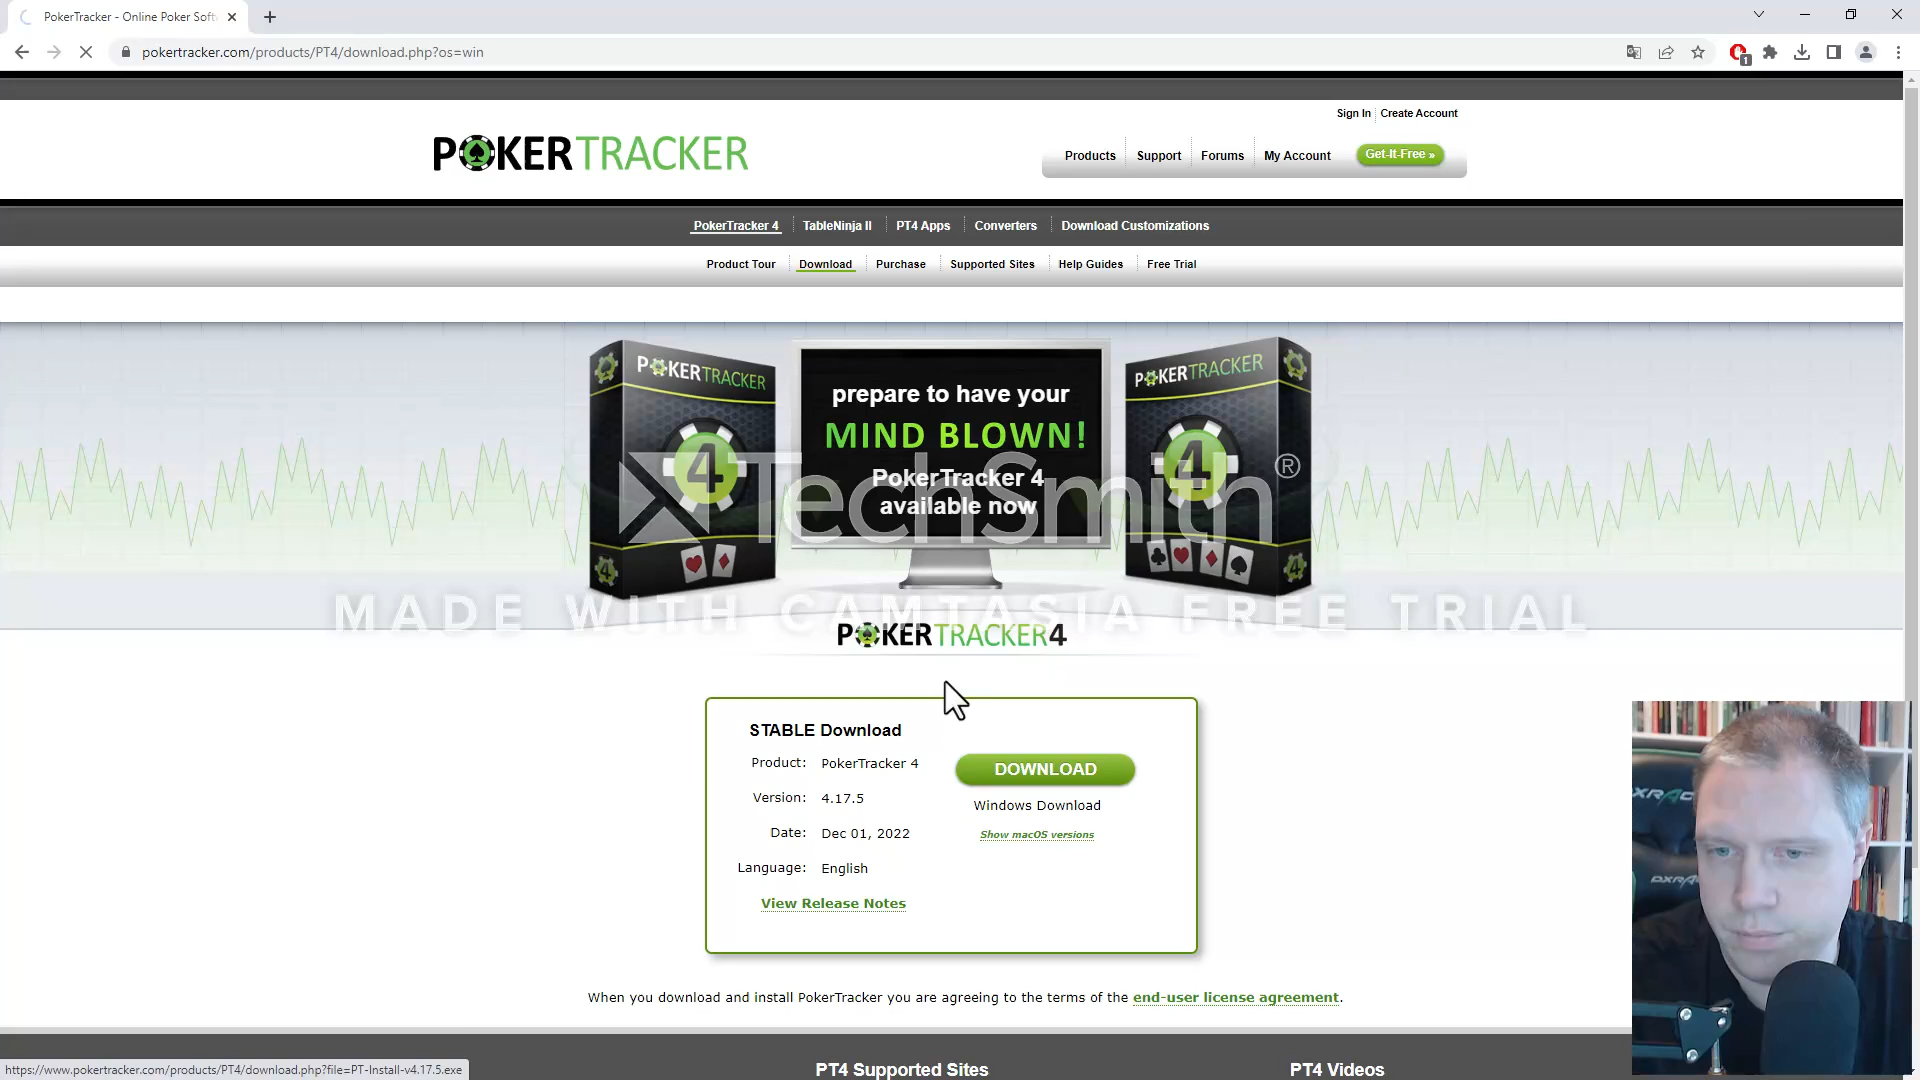 PokerTracker - Online Poker Soft
pokertracker.com/products/PT4/download.php?os=win
1
Sign In Create Account
POKERTRACKER
Products Support Forums My Account Get-It-Free »
PokerTracker 4 TableNinja II PT4 Apps Converters Download Customizations
Product Tour Download Purchase Supported Sites Help Guides Free Trial
POKERTRACKER
4
prepare to have your
MIND BLOWN!
PokerTracker 4
available now
POKERTRACKER
4
TechSmith®
MADE WITH CAMTASIA FREE TRIAL
POKERTRACKER4
STABLE Download
Product: PokerTracker 4
DOWNLOAD
Version: 4.17.5
Windows Download
Date: Dec 01, 2022
Show macOS versions
Language: English
View Release Notes
When you download and install PokerTracker you are agreeing to the terms of the end-user license agreement.
https://www.pokertracker.com/products/PT4/download.php?file=PT-Install-v4.17.5.exe
PT4 Supported Sites
PT4 Videos